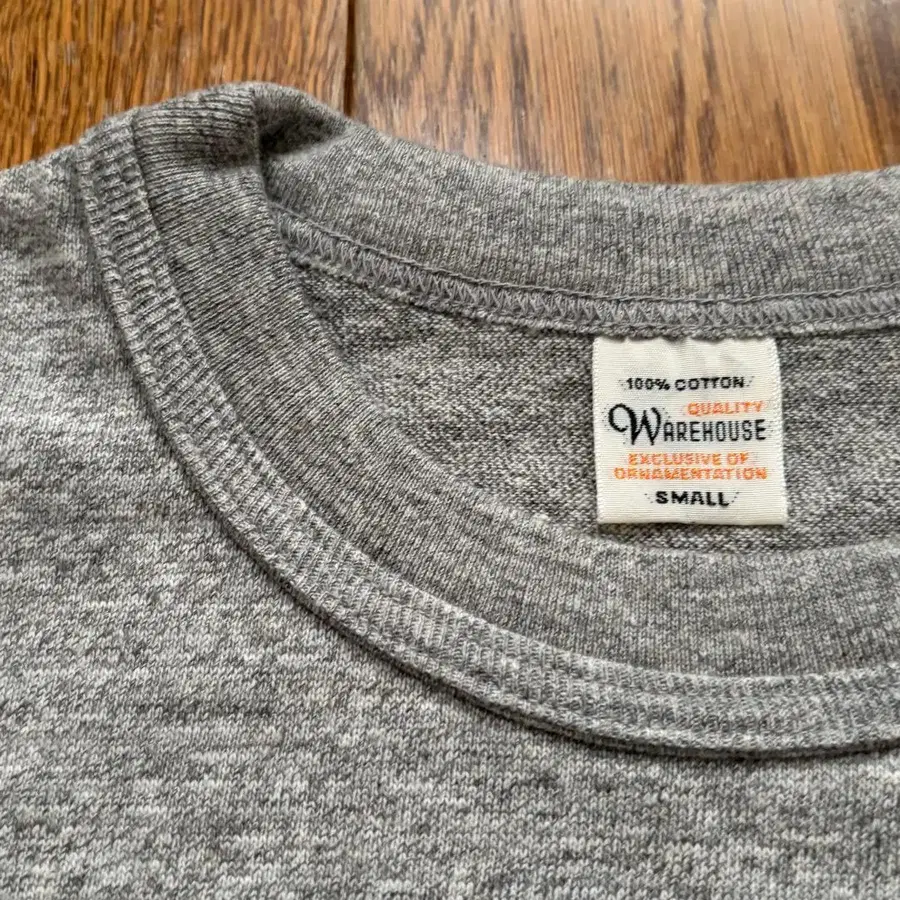 100% COTTON
QUALITY
WAREHOUSE
EXCLUSIVE OF
ORNAMENTATION
SMALL